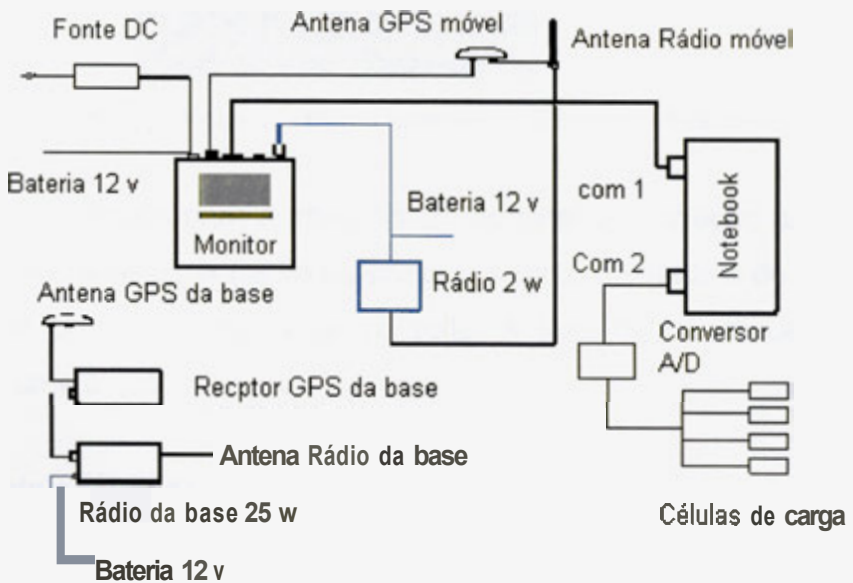 Fonte DC
Antena GPS móvel
Antena Rádio móvel
Bateria 12 v
Monitor
Bateria 12 v
com 1
Notebook
Com 2
Rádio 2 w
Antena GPS da base
Conversor
A/D
Recptor GPS da base
Antena Rádio da base
Rádio da base 25 w
Células de carga
Bateria 12 v